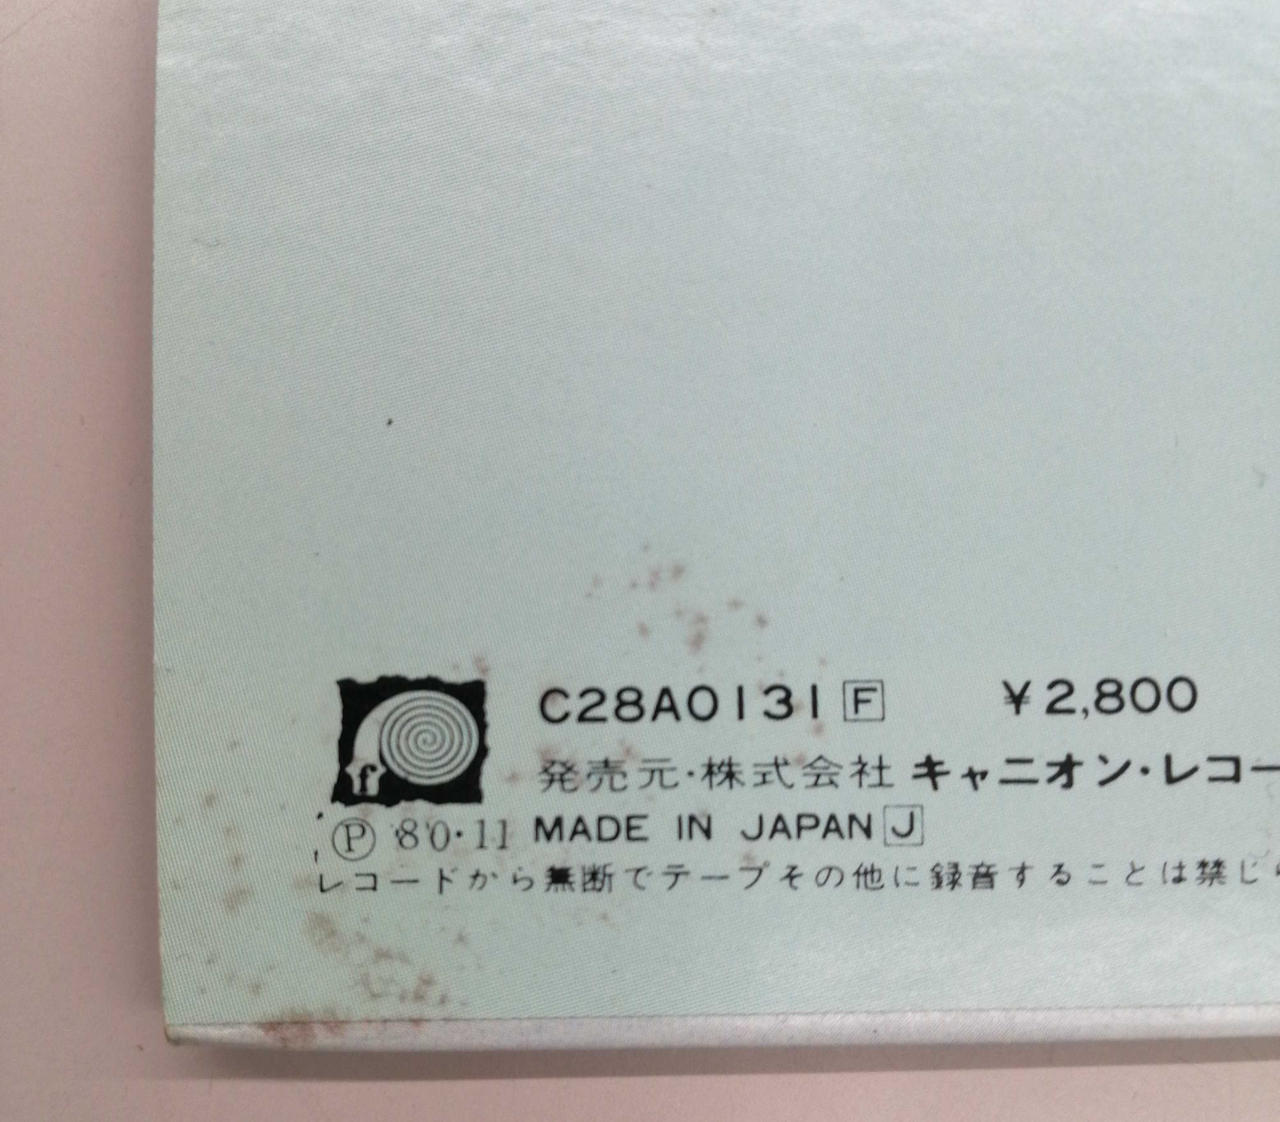 f
C28A0131 F ¥2,800
発売元・株式会社 キャニオン・レコー
Ⓟ '80・11 MADE IN JAPAN J
レコードから無断でテープその他に録音することは禁じら